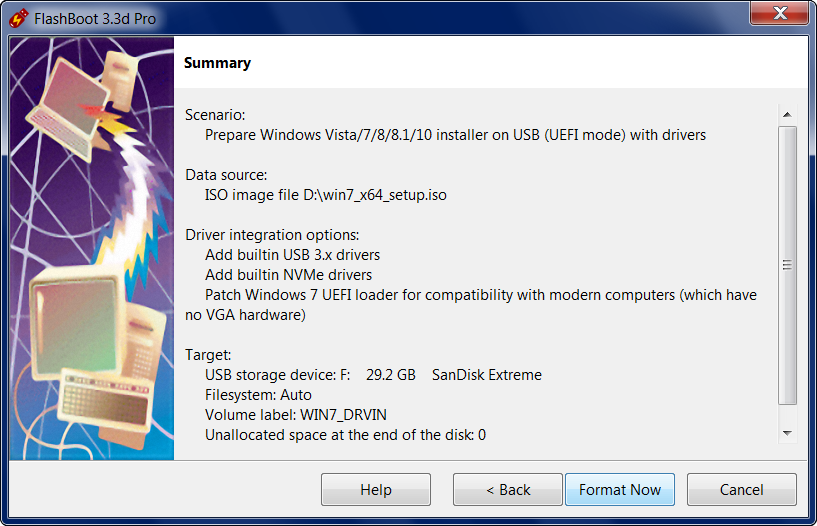 FlashBoot 3.3d Pro
Summary
Scenario:
Prepare Windows Vista/7/8/8.1/10 installer on USB (UEFI mode) with drivers
Data source:
ISO image file D:\win7_x64_setup.iso
Driver integration options:
Add builtin USB 3.x drivers
Add builtin NVMe drivers
Patch Windows 7 UEFI loader for compatibility with modern computers (which have
no VGA hardware)
Target:
USB storage device: F: 29.2 GB SanDisk Extreme
Filesystem: Auto
Volume label: WIN7_DRVIN
Unallocated space at the end of the disk: 0
Help
< Back
Format Now
Cancel